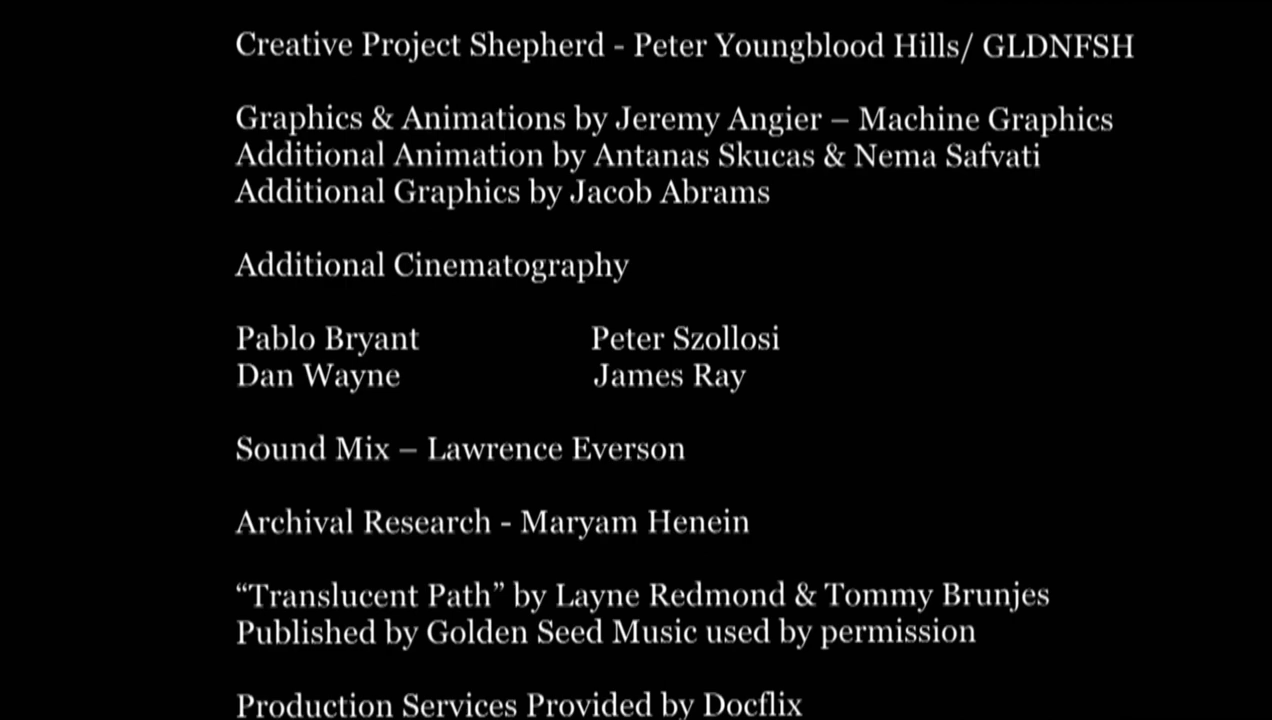 Creative Project Shepherd - Peter Youngblood Hills/ GLDNFSH
Graphics & Animations by Jeremy Angier – Machine Graphics
Additional Animation by Antanas Skucas & Nema Safvati
Additional Graphics by Jacob Abrams
Additional Cinematography
Pablo Bryant Peter Szollosi
Dan Wayne James Ray
Sound Mix – Lawrence Everson
Archival Research - Maryam Henein
“Translucent Path” by Layne Redmond & Tommy Brunjes
Published by Golden Seed Music used by permission
Production Services Provided by Docflix